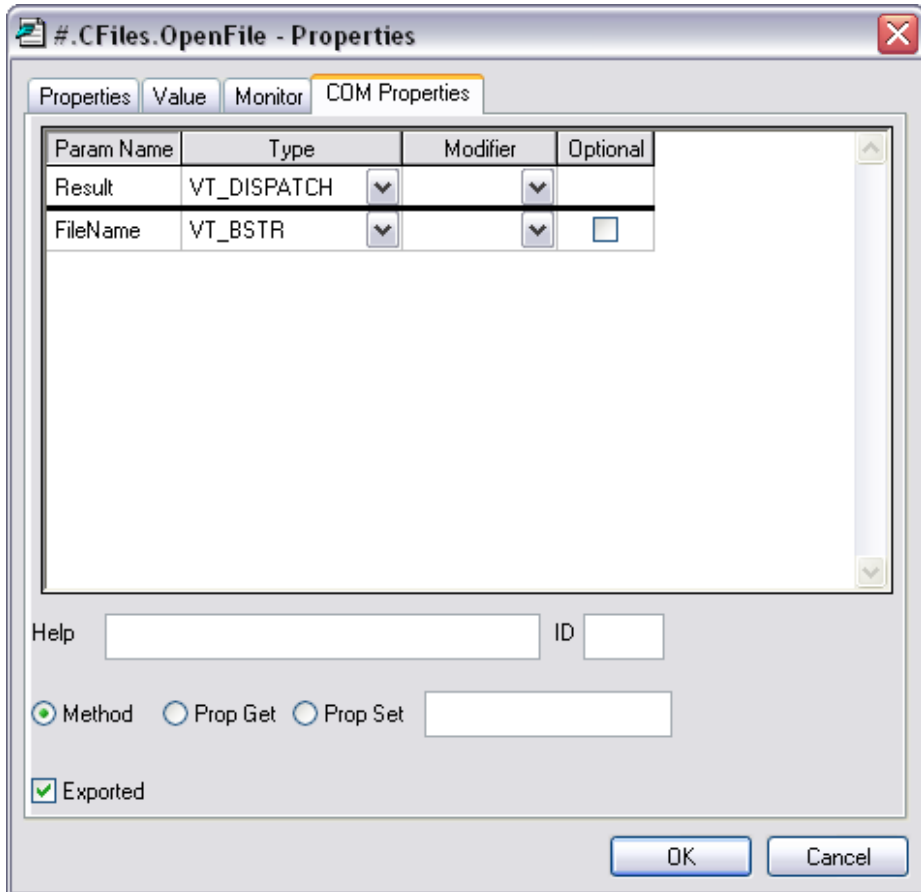 #.CFiles.OpenFile - Properties
Properties Value Monitor COM Properties
Param Name Type Modifier Optional
Result VT_DISPATCH
FileName VT_BSTR
Help ID
Method Prop Get Prop Set
Exported
OK Cancel